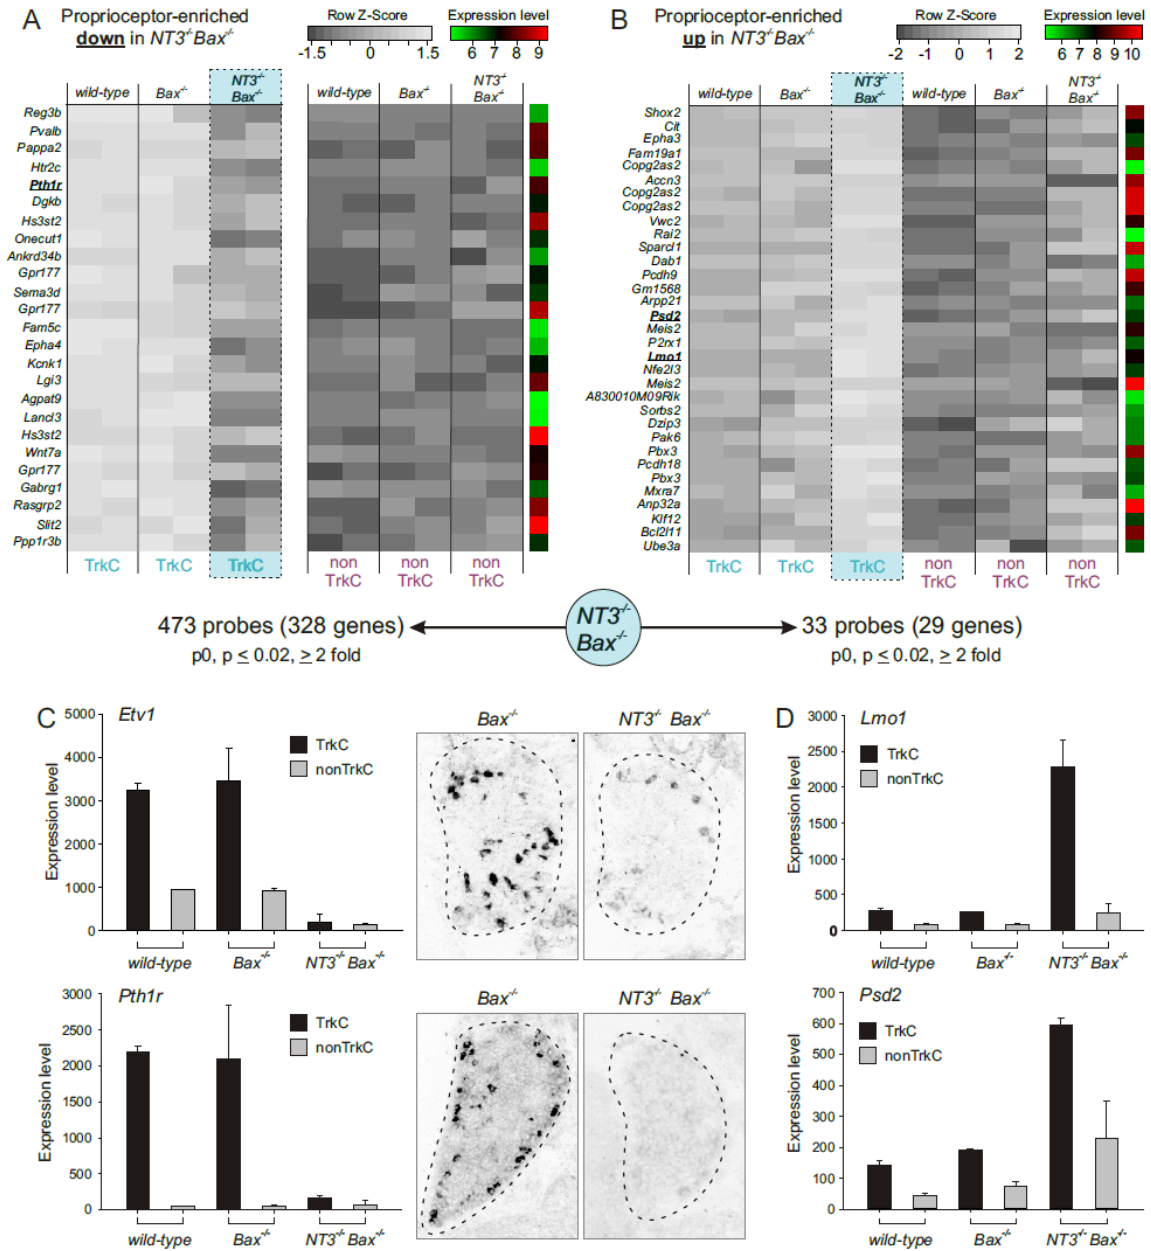 A Proprioceptor-enriched
down in NT3-/-Bax-/-
Row Z-Score
-1.5 0 1.5
Expression level
6 7 8 9
wild-type Bax-/- NT3-/- Bax-/- wild-type Bax-/- NT3-/- Bax-/-
Reg3b
Pvalb
Pappa2
Htr2c
Pth1r
Dgkb
Hs3st2
Onecut1
Ankrd34b
Gpr177
Sema3d
Gpr177
Fam5c
Epha4
Kcnk1
Lgi3
Agpat9
Lancl3
Hs3st2
Wnt7a
Gpr177
Gabrg1
Rasgrp2
Slit2
Ppp1r3b
TrkC TrkC TrkC non TrkC non TrkC non TrkC
B Proprioceptor-enriched
up in NT3-/-Bax-/-
Row Z-Score
-2 -1 0 1 2
Expression level
6 7 8 9 10
wild-type Bax-/- NT3-/- Bax-/- wild-type Bax-/- NT3-/- Bax-/-
Shox2
Cit
Epha3
Fam19a1
Copg2as2
Accn3
Copg2as2
Copg2as2
Vwc2
Rai2
Sparcl1
Dab1
Pcdh9
Gm1568
Arpp21
Psd2
Meis2
P2rx1
Lmo1
Nfe2l3
Meis2
A830010M09Rik
Sorbs2
Dzip3
Pak6
Pbx3
Pcdh18
Pbx3
Mxra7
Anp32a
Klf12
Bcl2l11
Ube3a
TrkC TrkC TrkC non TrkC non TrkC non TrkC
473 probes (328 genes)
p0, p ≤ 0.02, ≥ 2 fold
NT3-/-
Bax-/-
33 probes (29 genes)
p0, p ≤ 0.02, ≥ 2 fold
C
Etv1
Expression level
5000
4000
3000
2000
1000
0
TrkC
nonTrkC
wild-type Bax-/- NT3-/- Bax-/-
Bax-/- NT3-/- Bax-/-
Pth1r
Expression level
3000
2500
2000
1500
1000
500
0
TrkC
nonTrkC
wild-type Bax-/- NT3-/- Bax-/-
Bax-/- NT3-/- Bax-/-
D
Lmo1
Expression level
3000
2500
2000
1500
1000
500
0
TrkC
nonTrkC
wild-type Bax-/- NT3-/- Bax-/-
Psd2
Expression level
700
600
500
400
300
200
100
0
TrkC
nonTrkC
wild-type Bax-/- NT3-/- Bax-/-